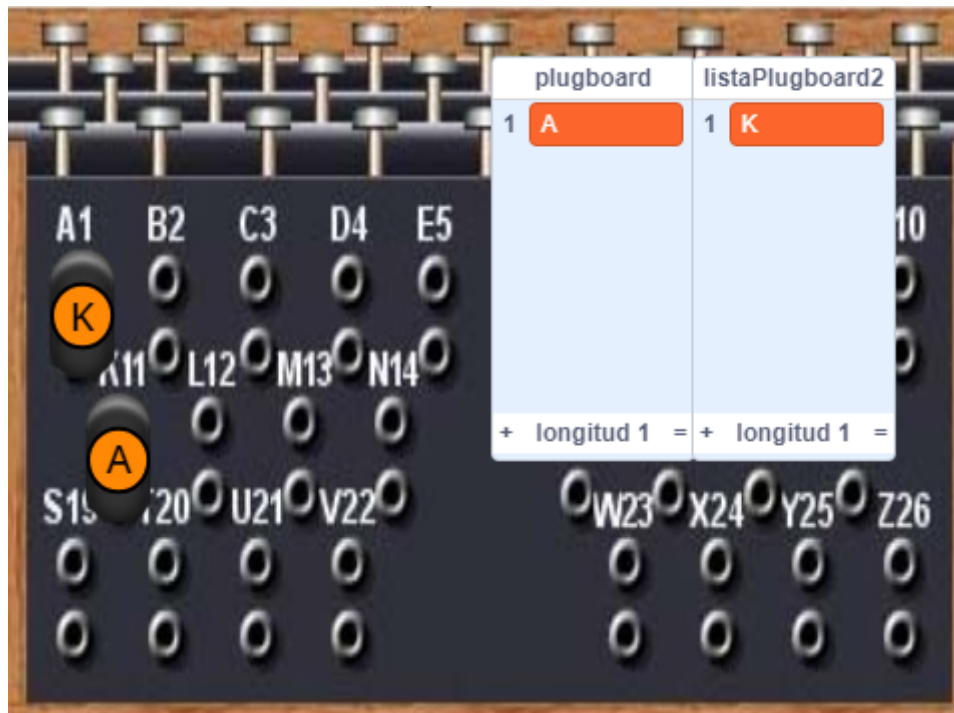 plugboard listaPlugboard2
1 A 1 K
A1 B2 C3 D4 E5 10
K
K11 L12 M13 N14
+ longitud 1 = + longitud 1 =
A
S19 T20 U21 V22 W23 X24 Y25 Z26